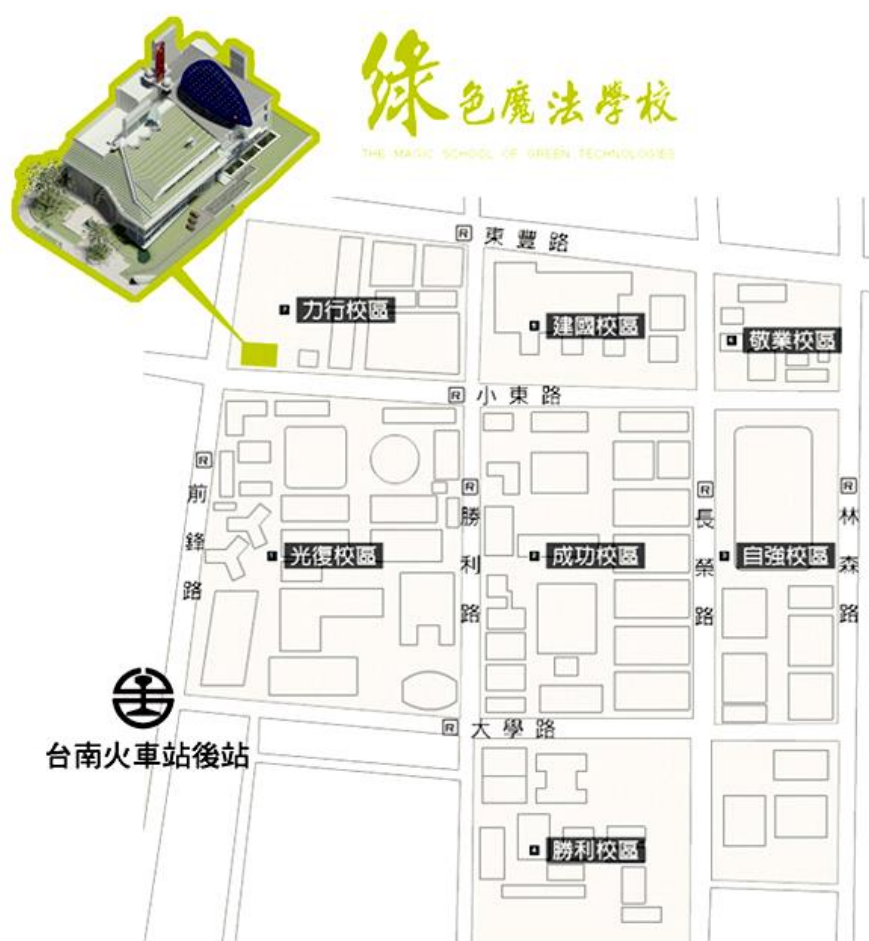 綠色魔法學校
THE MAGIC SCHOOL OF GREEN TECHNOLOGIES
R 東豐路
力行校區
建國校區
敬業校區
R 小東路
R 前鋒路
R 勝利路
R 長榮路
R 林森路
光復校區
成功校區
自強校區
台南火車站後站
R 大學路
勝利校區